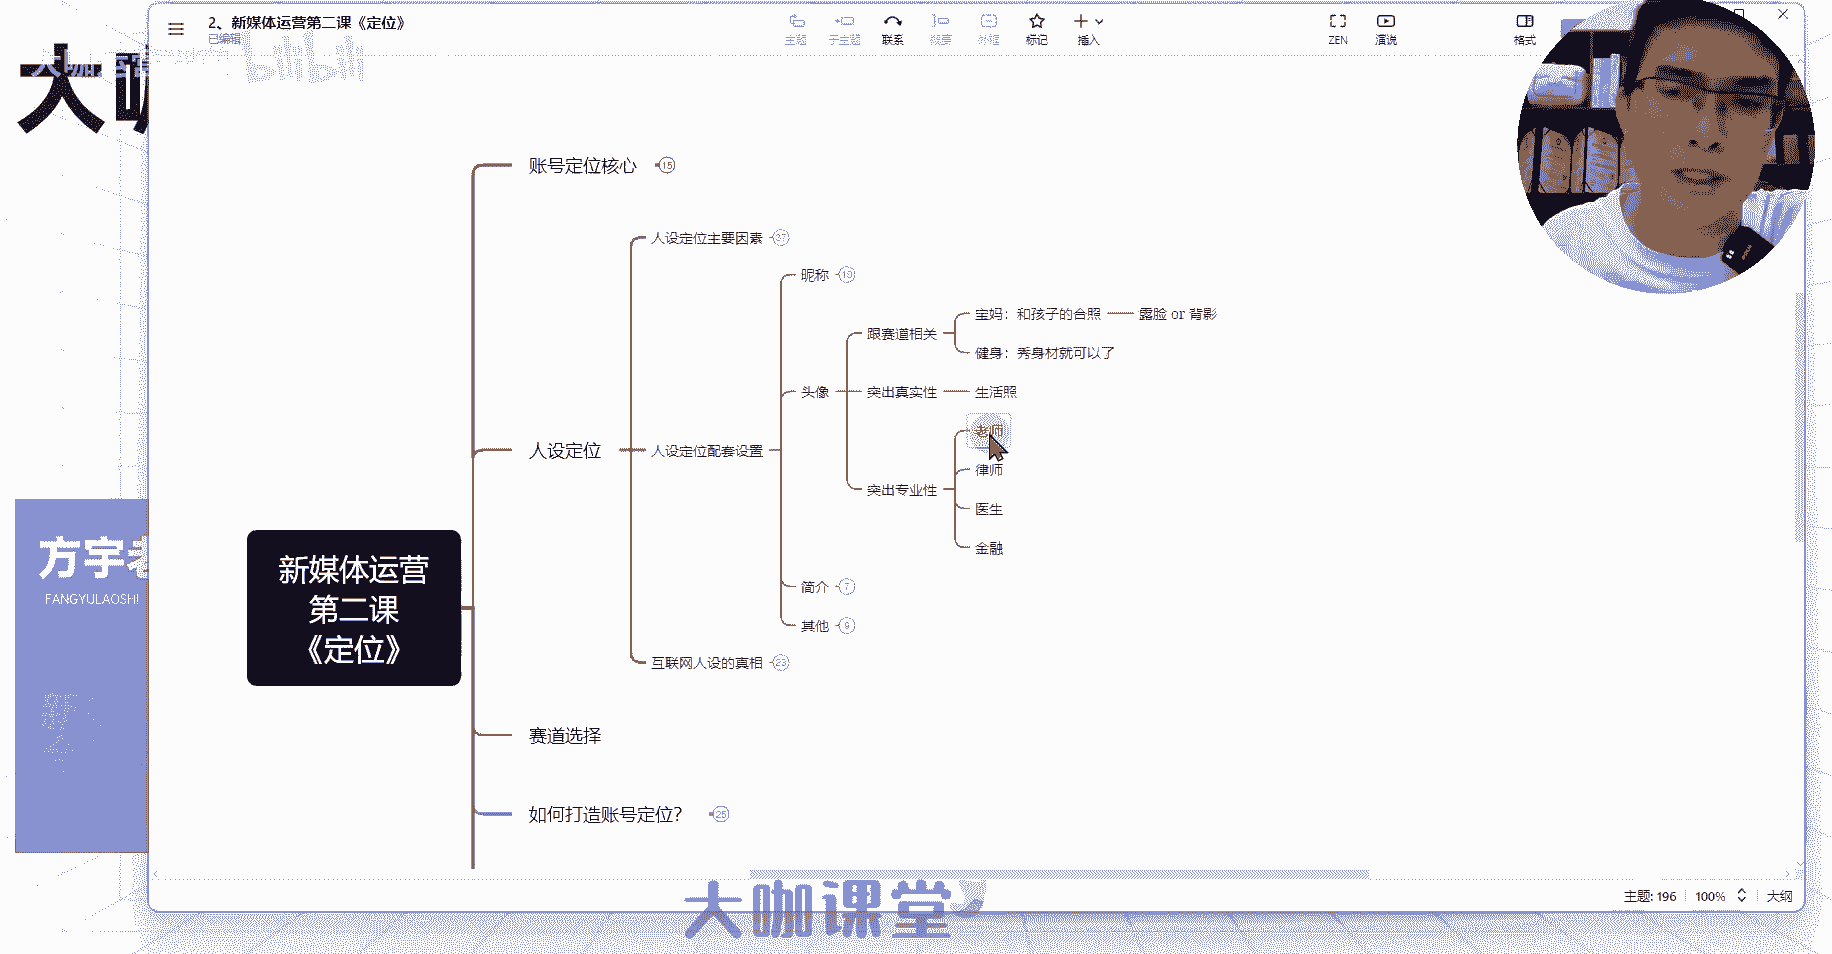 2、新媒体运营第二课《定位》
已编辑
主题
子主题
联系
概要
外框
标记
插入
ZEN
演说
格式
bilibili
大咖
账号定位核心 15
人设定位主要因素 37
昵称 19
宝妈：和孩子的合照 露脸 or 背影
跟赛道相关
健身：秀身材就可以了
头像
突出真实性 生活照
老师
人设定位
人设定位配套设置
律师
突出专业性
医生
金融
简介 7
其他 9
互联网人设的真相 23
新媒体运营
第二课
《定位》
赛道选择
如何打造账号定位？ 25
方宇老
FANGYULAOSHI
主题: 196
100%
大纲
大咖课堂